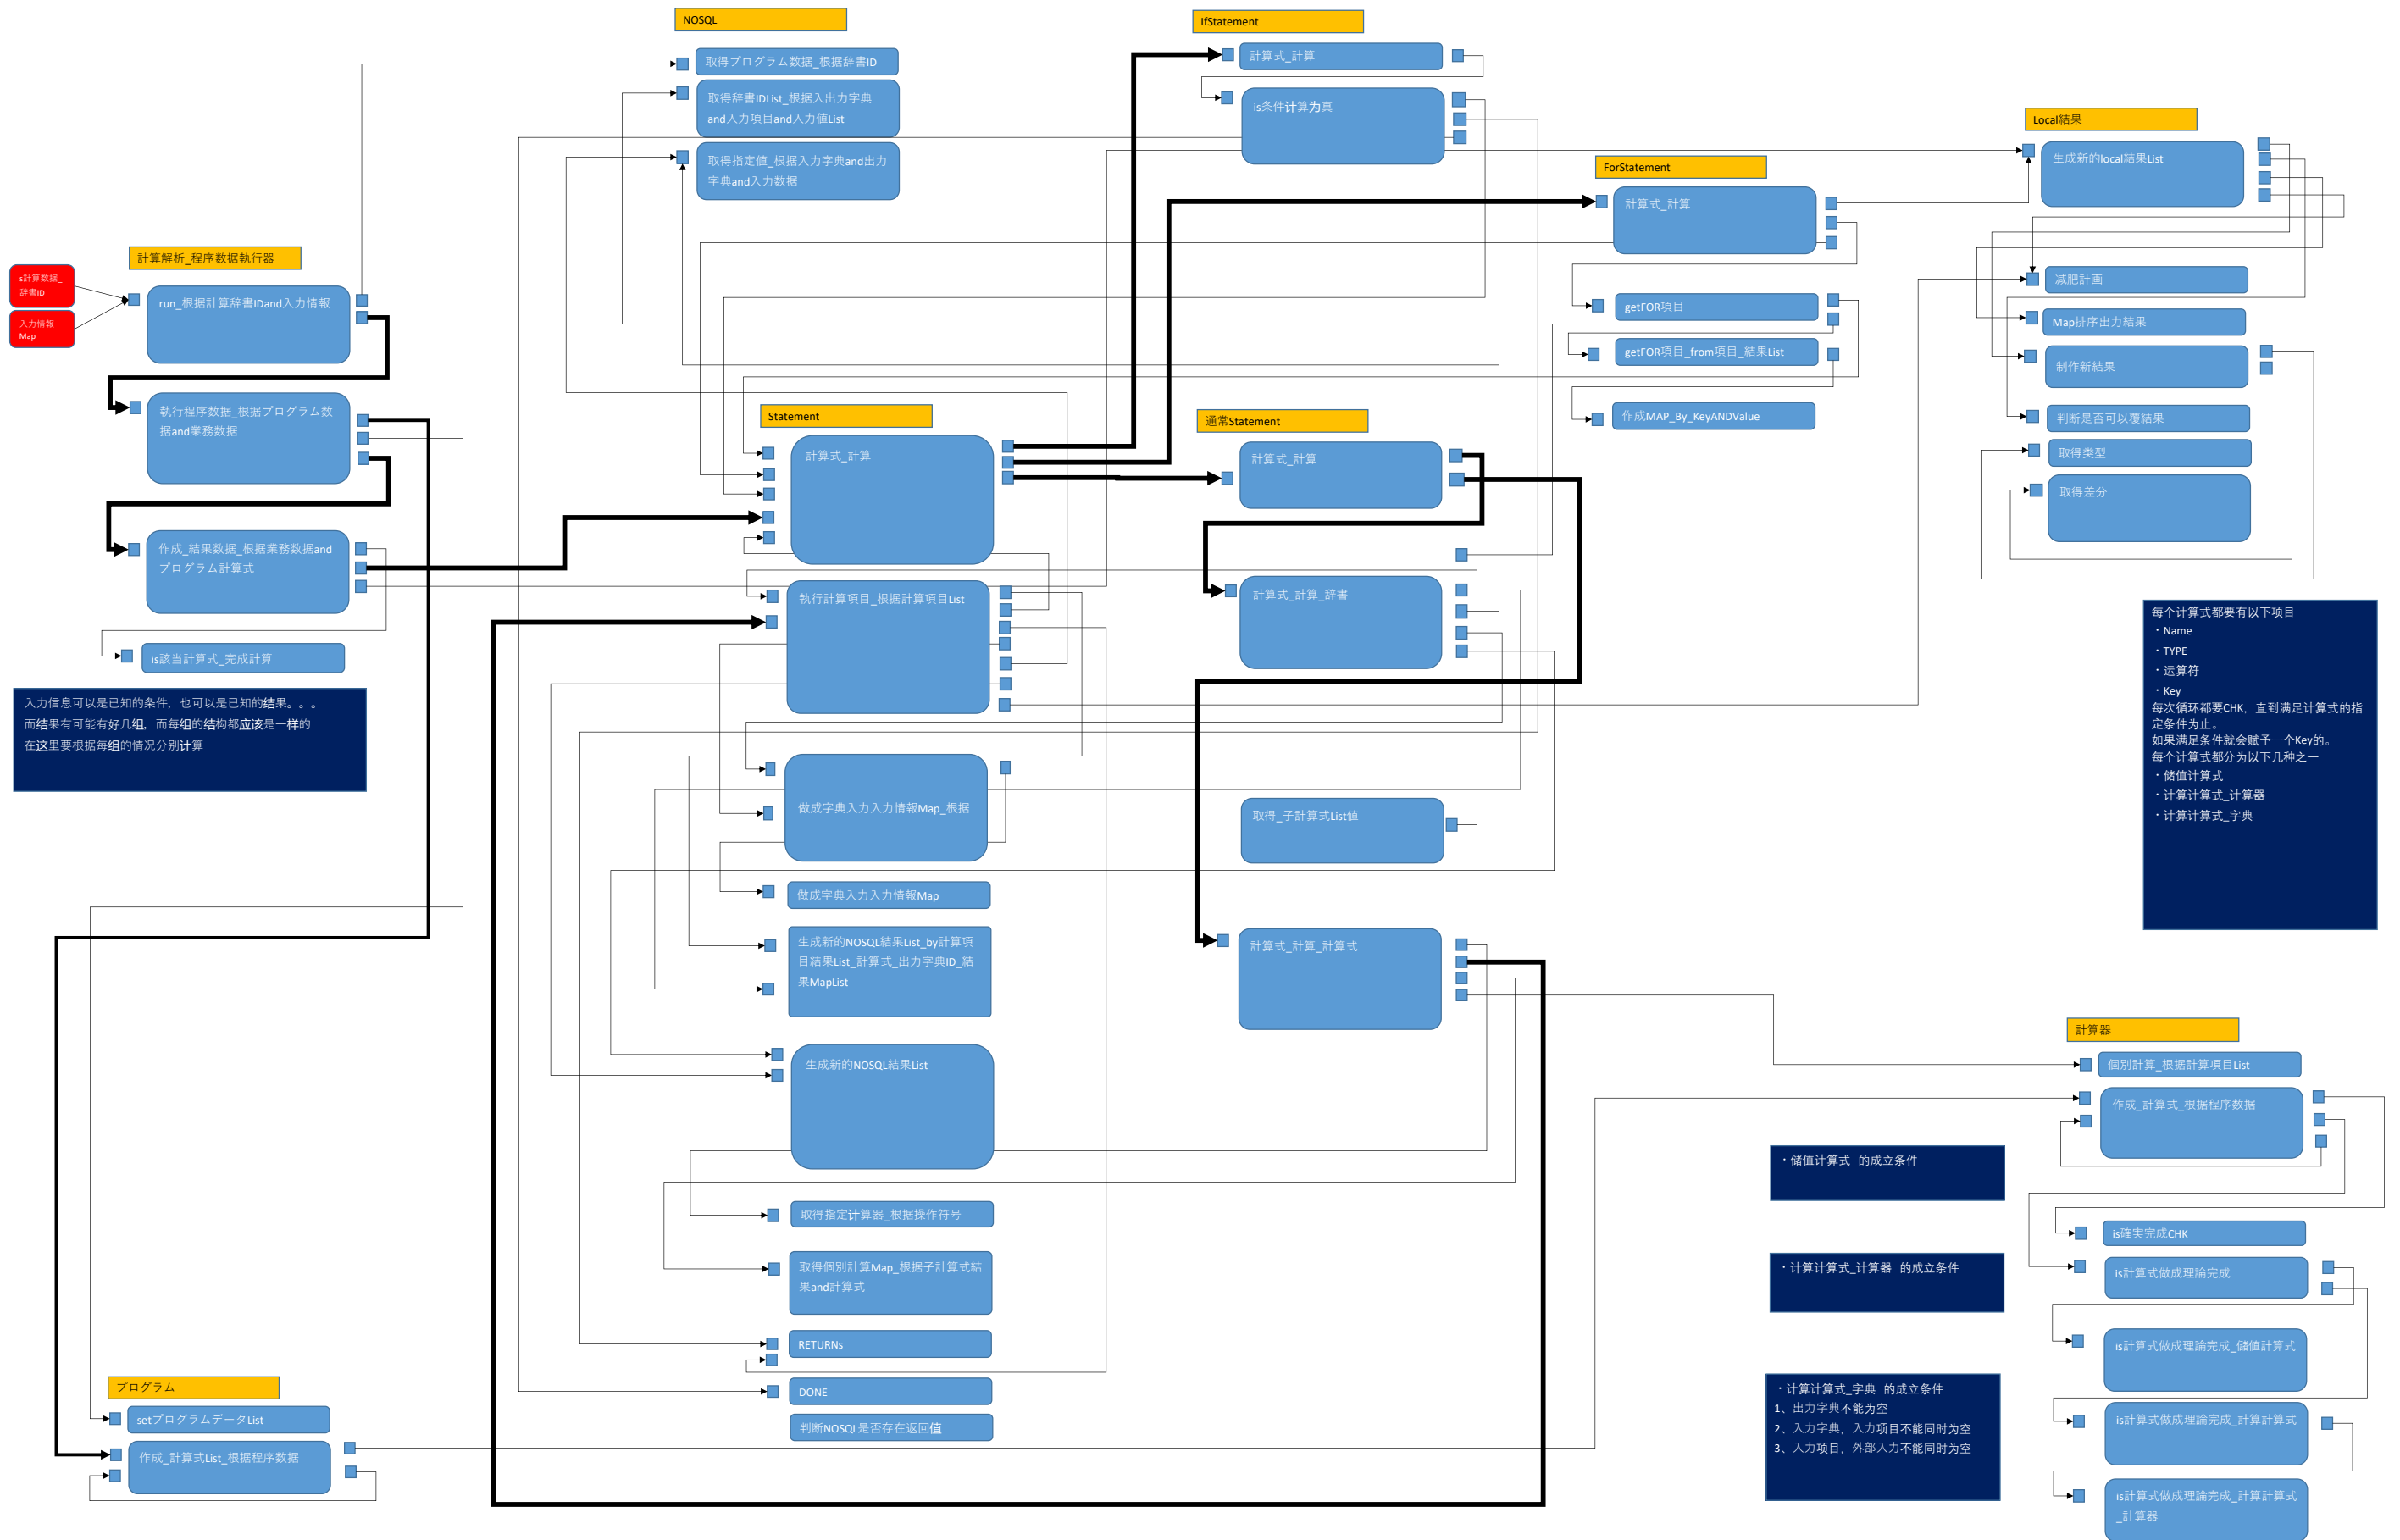 NOSQL
取得プログラム数据_根据辞書ID
取得辞書IDList_根据入出力字典
and入力項目and入力値List
取得指定値_根据入力字典and出力
字典and入力数据
IfStatement
計算式_計算
is条件计算为真
ForStatement
計算式_計算
getFOR項目
getFOR項目_from項目_結果List
作成MAP_By_KeyANDValue
Local結果
生成新的local結果List
减肥計画
Map排序出力結果
制作新結果
判断是否可以覆結果
取得类型
取得差分
計算解析_程序数据執行器
s計算数据_
辞書ID
入力情報
Map
run_根据計算辞書IDand入力情報
執行程序数据_根据プログラム数
据and業務数据
作成_結果数据_根据業務数据and
プログラム計算式
is該当計算式_完成計算
入力信息可以是已知的条件，也可以是已知的结果。。。
而结果有可能有好几组，而每组的结构都应该是一样的
在这里要根据每组的情况分别计算
Statement
計算式_計算
執行計算項目_根据計算項目List
做成字典入力入力情報Map_根据
做成字典入力入力情報Map
生成新的NOSQL結果List_by計算項
目結果List_計算式_出力字典ID_結
果MapList
生成新的NOSQL結果List
取得指定计算器_根据操作符号
取得個別計算Map_根据子計算式結
果and計算式
RETURNs
DONE
判断NOSQL是否存在返回值
通常Statement
計算式_計算
計算式_計算_辞書
取得_子計算式List値
計算式_計算_計算式
每个计算式都要有以下项目
・Name
・TYPE
・运算符
・Key
每次循环都要CHK，直到满足计算式的指
定条件为止。
如果满足条件就会赋予一个Key的。
每个计算式都分为以下几种之一
・储值计算式
・计算计算式_计算器
・计算计算式_字典
計算器
個別計算_根据計算項目List
作成_計算式_根据程序数据
is確実完成CHK
is計算式做成理論完成
is計算式做成理論完成_儲值計算式
is計算式做成理論完成_計算計算式
is計算式做成理論完成_計算計算式
_計算器
・储值计算式 的成立条件
・计算计算式_计算器 的成立条件
・计算计算式_字典 的成立条件
1、出力字典不能为空
2、入力字典，入力项目不能同时为空
3、入力项目，外部入力不能同时为空
プログラム
setプログラムデータList
作成_計算式List_根据程序数据